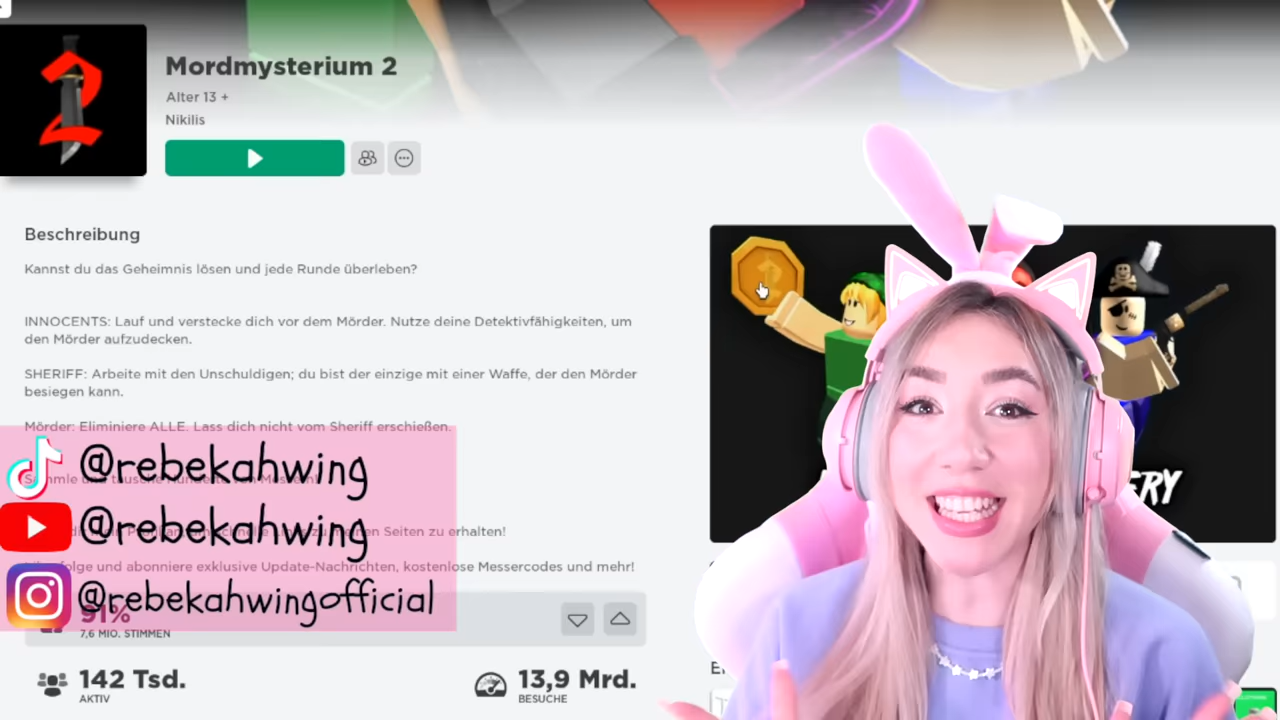 Mordmysterium 2
Alter 13 +
Nikilis
Beschreibung
Kannst du das Geheimnis lösen und jede Runde überleben?
INNOCENTS: Lauf und verstecke dich vor dem Mörder. Nutze deine Detektivfähigkeiten, um
den Mörder aufzudecken.
SHERIFF: Arbeite mit den Unschuldigen; du bist der einzige mit einer Waffe, der den Mörder
besiegen kann.
Mörder: Eliminiere ALLE. Lass dich nicht vom Sheriff erschießen.
@rebekahwing
@rebekahwing
Seiten zu erhalten!
folge und abonniere exklusive Update-Nachrichten, kostenlose Messercodes und mehr!
@rebekahwingofficial
91%
7,6 MIO. STIMMEN
142 Tsd.
AKTIV
13,9 Mrd.
BESUCHE
2